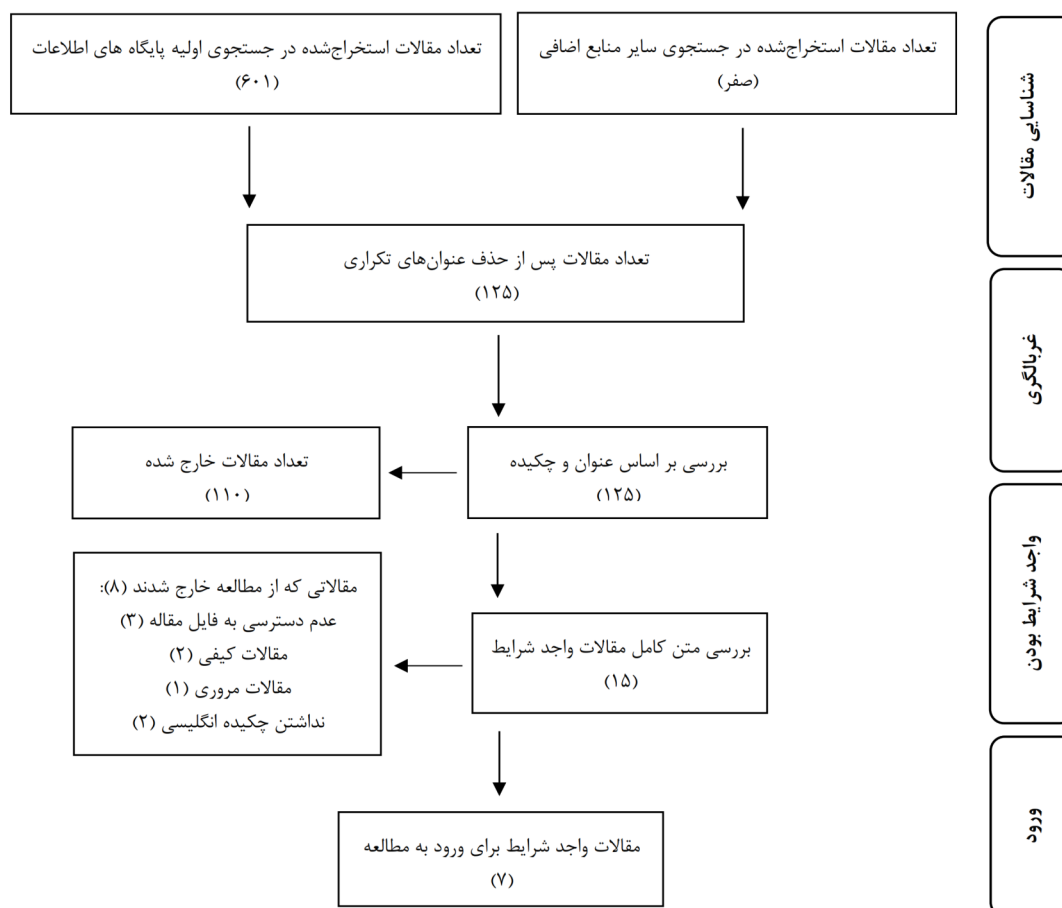 تعداد مقالات استخراج‌شده در جستجوی سایر منابع اضافی
(صفر)
تعداد مقالات استخراج‌شده در جستجوی اولیه پایگاه های اطلاعات
(۶۰۱)
شناسایی مقالات
تعداد مقالات پس از حذف عنوان‌های تکراری
(۱۲۵)
غربالگری
بررسی بر اساس عنوان و چکیده
(۱۲۵)
تعداد مقالات خارج شده
(۱۱۰)
واجد شرایط بودن
بررسی متن کامل مقالات واجد شرایط
(۱۵)
مقالاتی که از مطالعه خارج شدند (۸):
عدم دسترسی به فایل مقاله (۳)
مقالات کیفی (۲)
مقالات مروری (۱)
نداشتن چکیده انگلیسی (۲)
ورود
مقالات واجد شرایط برای ورود به مطالعه
(۷)